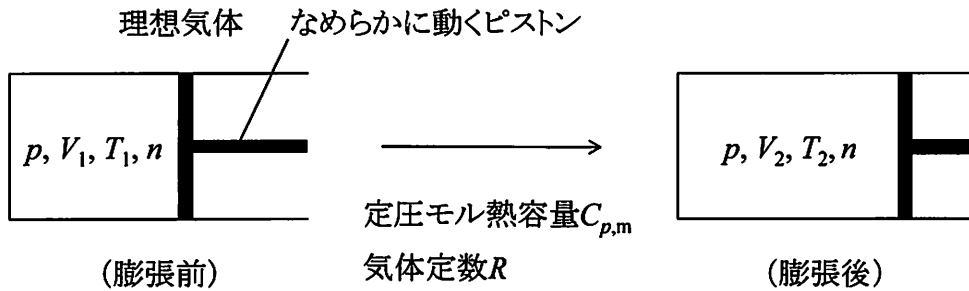 理想気体 なめらかに動くピストン
p, V₁, T₁, n
p, V₂, T₂, n
定圧モル熱容量Cₚ,ₘ
気体定数R
(膨張前)
(膨張後)